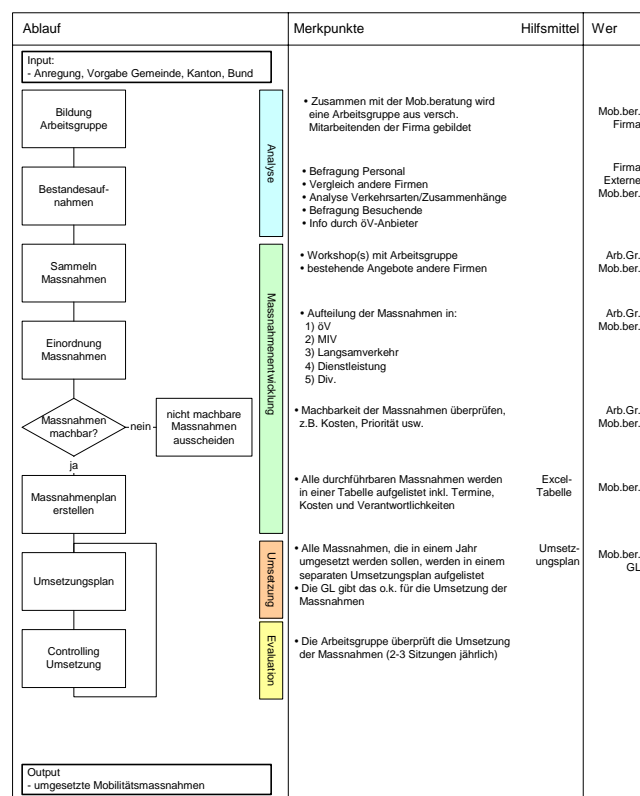 Ablauf
Merkpunkte
Hilfsmittel
Wer
Input:
- Anregung, Vorgabe Gemeinde, Kanton, Bund
Bildung
Arbeitsgruppe
Analyse
• Zusammen mit der Mob.beratung wird
eine Arbeitsgruppe aus versch.
Mitarbeitenden der Firma gebildet
Mob.ber.
Firma
Bestandesauf-
nahmen
• Befragung Personal
• Vergleich andere Firmen
• Analyse Verkehrsarten/Zusammenhänge
• Befragung Besuchende
• Info durch öV-Anbieter
Firma
Externe
Mob.ber.
Sammeln
Massnahmen
Massnahmenentwicklung
• Workshop(s) mit Arbeitsgruppe
• bestehende Angebote andere Firmen
Arb.Gr.
Mob.ber.
Einordnung
Massnahmen
• Aufteilung der Massnahmen in:
1) öV
2) MIV
3) Langsamverkehr
4) Dienstleistung
5) Div.
Arb.Gr.
Mob.ber.
Massnahmen
machbar?
nein
nicht machbare
Massnahmen
ausscheiden
• Machbarkeit der Massnahmen überprüfen,
z.B. Kosten, Priorität usw.
Arb.Gr.
Mob.ber.
ja
Massnahmenplan
erstellen
• Alle durchführbaren Massnahmen werden
in einer Tabelle aufgelistet inkl. Termine,
Kosten und Verantwortlichkeiten
Excel-
Tabelle
Mob.ber.
Umsetzungsplan
Umsetzung
• Alle Massnahmen, die in einem Jahr
umgesetzt werden sollen, werden in einem
separaten Umsetzungsplan aufgelistet
• Die GL gibt das o.k. für die Umsetzung der
Massnahmen
Umsetz-
ungsplan
Mob.ber.
GL
Controlling
Umsetzung
Evaluation
• Die Arbeitsgruppe überprüft die Umsetzung
der Massnahmen (2-3 Sitzungen jährlich)
Output
- umgesetzte Mobilitätsmassnahmen